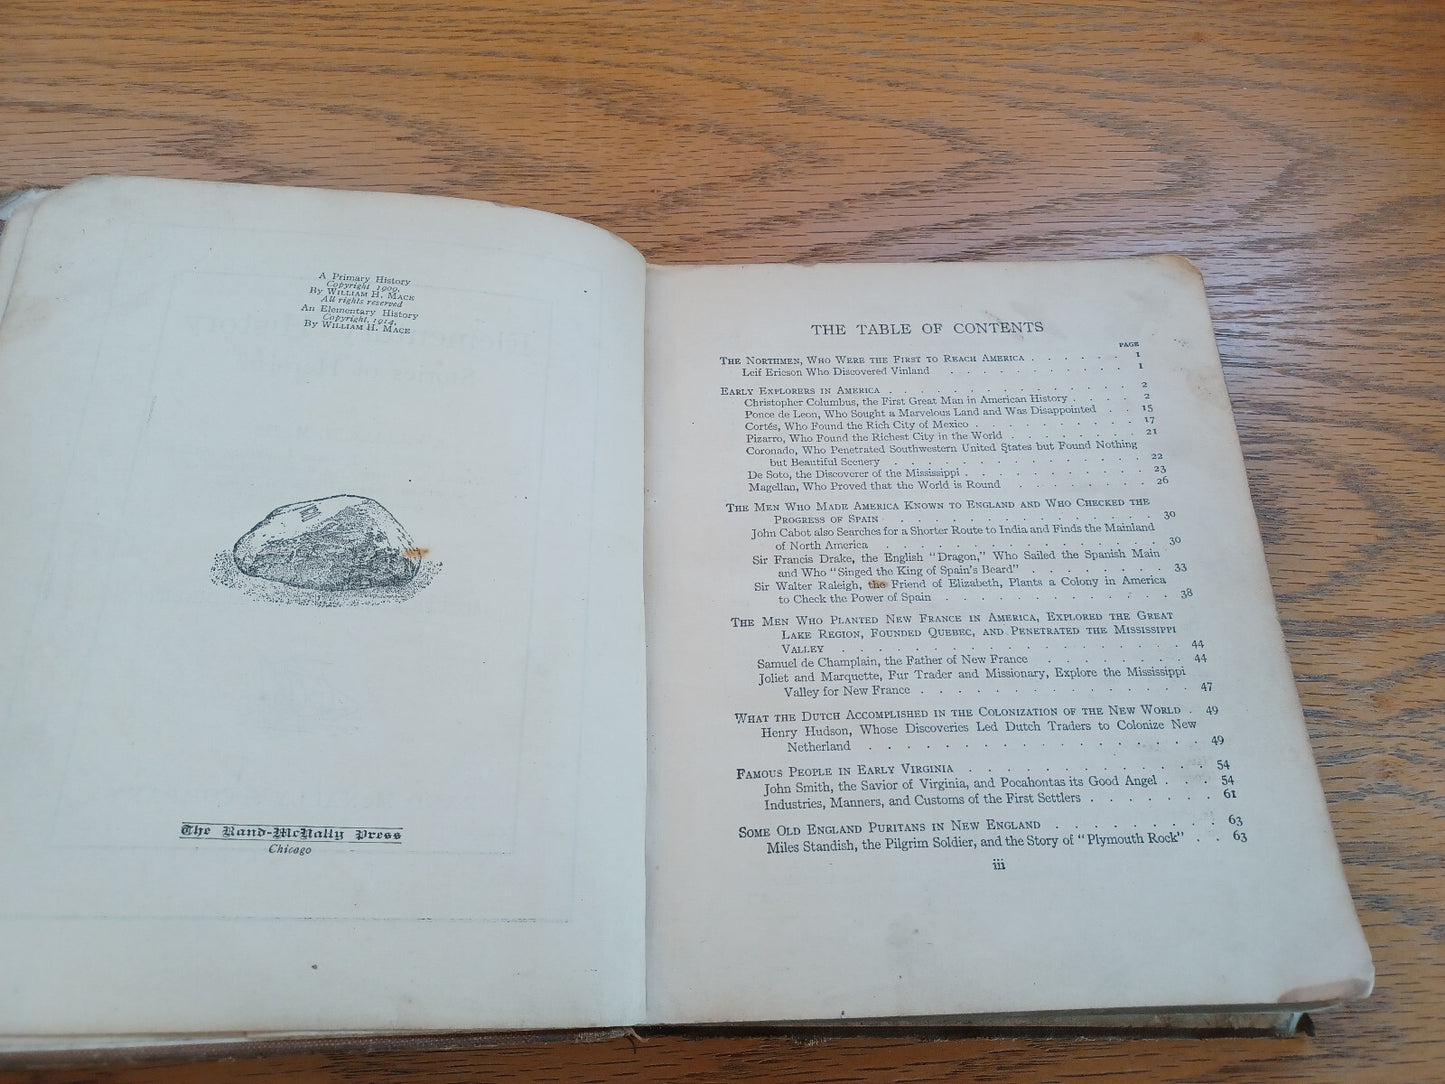 A Primary History
Copyright 1909,
By William H. Mace
All rights reserved
An Elementary History
Copyright, 1914,
By William H. Mace
The Rand-McNally Press
Chicago
THE TABLE OF CONTENTS
PAGE
The Northmen, Who Were the First to Reach America . . . . . . 1
Leif Ericson Who Discovered Vinland . . . . . . . . . . 1
Early Explorers in America . . . . . . . . . . . . . 2
Christopher Columbus, the First Great Man in American History . . . . 2
Ponce de Leon, Who Sought a Marvelous Land and Was Disappointed . . 15
Cortés, Who Found the Rich City of Mexico . . . . . . . . 17
Pizarro, Who Found the Richest City in the World . . . . . . 21
Coronado, Who Penetrated Southwestern United States but Found Nothing
but Beautiful Scenery . . . . . . . . . . . . 22
De Soto, the Discoverer of the Mississippi . . . . . . . . . 23
Magellan, Who Proved that the World is Round . . . . . . . 26
The Men Who Made America Known to England and Who Checked the
Progress of Spain . . . . . . . . . . . . . 30
John Cabot also Searches for a Shorter Route to India and Finds the Mainland
of North America . . . . . . . . . . . . . 30
Sir Francis Drake, the English "Dragon," Who Sailed the Spanish Main
and Who "Singed the King of Spain's Beard" . . . . . . . 33
Sir Walter Raleigh, the Friend of Elizabeth, Plants a Colony in America
to Check the Power of Spain . . . . . . . . . . . 38
The Men Who Planted New France in America, Explored the Great
Lake Region, Founded Quebec, and Penetrated the Mississippi
Valley . . . . . . . . . . . . . . . . 44
Samuel de Champlain, the Father of New France . . . . . . . 44
Joliet and Marquette, Fur Trader and Missionary, Explore the Mississippi
Valley for New France . . . . . . . . . . . . 47
What the Dutch Accomplished in the Colonization of the New World . 49
Henry Hudson, Whose Discoveries Led Dutch Traders to Colonize New
Netherland . . . . . . . . . . . . . . . 49
Famous People in Early Virginia . . . . . . . . . . . 54
John Smith, the Savior of Virginia, and Pocahontas its Good Angel . . . 54
Industries, Manners, and Customs of the First Settlers . . . . . . 61
Some Old England Puritans in New England . . . . . . . . 63
Miles Standish, the Pilgrim Soldier, and the Story of "Plymouth Rock" . . 63
iii